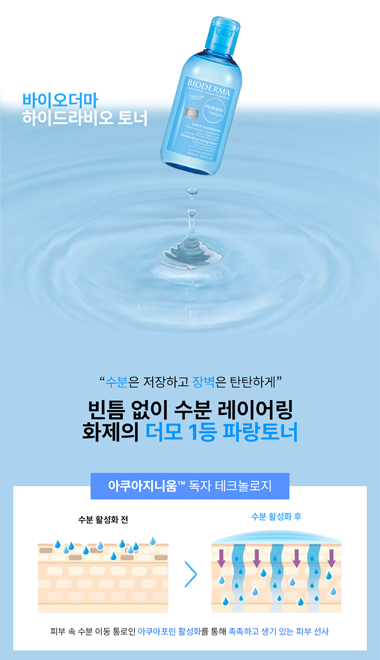 바이오더마
하이드라비오 토너
BIODERMA
Hydrabio
“수분은 저장하고 장벽은 탄탄하게”
빈틈 없이 수분 레이어링
화제의 더모 1등 파랑토너
아쿠아지니움™ 독자 테크놀로지
수분 활성화 전
수분 활성화 후
피부 속 수분 이동 통로인 아쿠아포린 활성화를 통해 촉촉하고 생기 있는 피부 선사